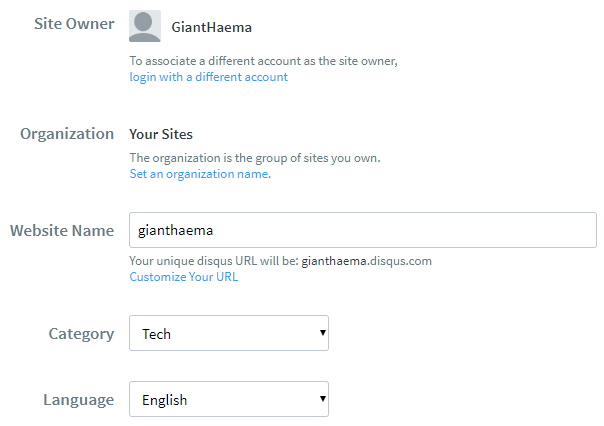 Site Owner
GiantHaema
To associate a different account as the site owner,
login with a different account
Organization
Your Sites
The organization is the group of sites you own.
Set an organization name.
Website Name
gianthaema
Your unique disqus URL will be: gianthaema.disqus.com
Customize Your URL
Category
Tech
Language
English